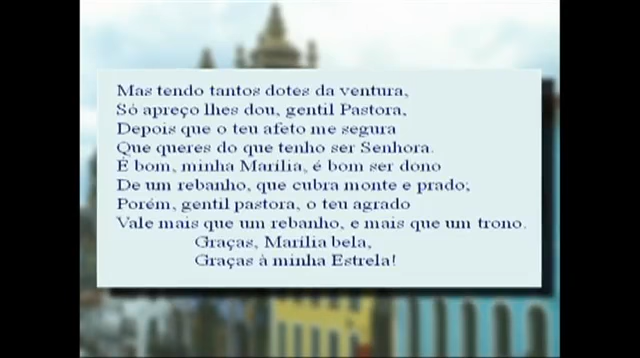 Mas tendo tantos dotes da ventura,
Só apreço lhes dou, gentil Pastora,
Depois que o teu afeto me segura
Que queres do que tenho ser Senhora.
É bom, minha Marília, é bom ser dono
De um rebanho, que cubra monte e prado;
Porém, gentil pastora, o teu agrado
Vale mais que um rebanho, e mais que um trono.
Graças, Marília bela,
Graças à minha Estrela!